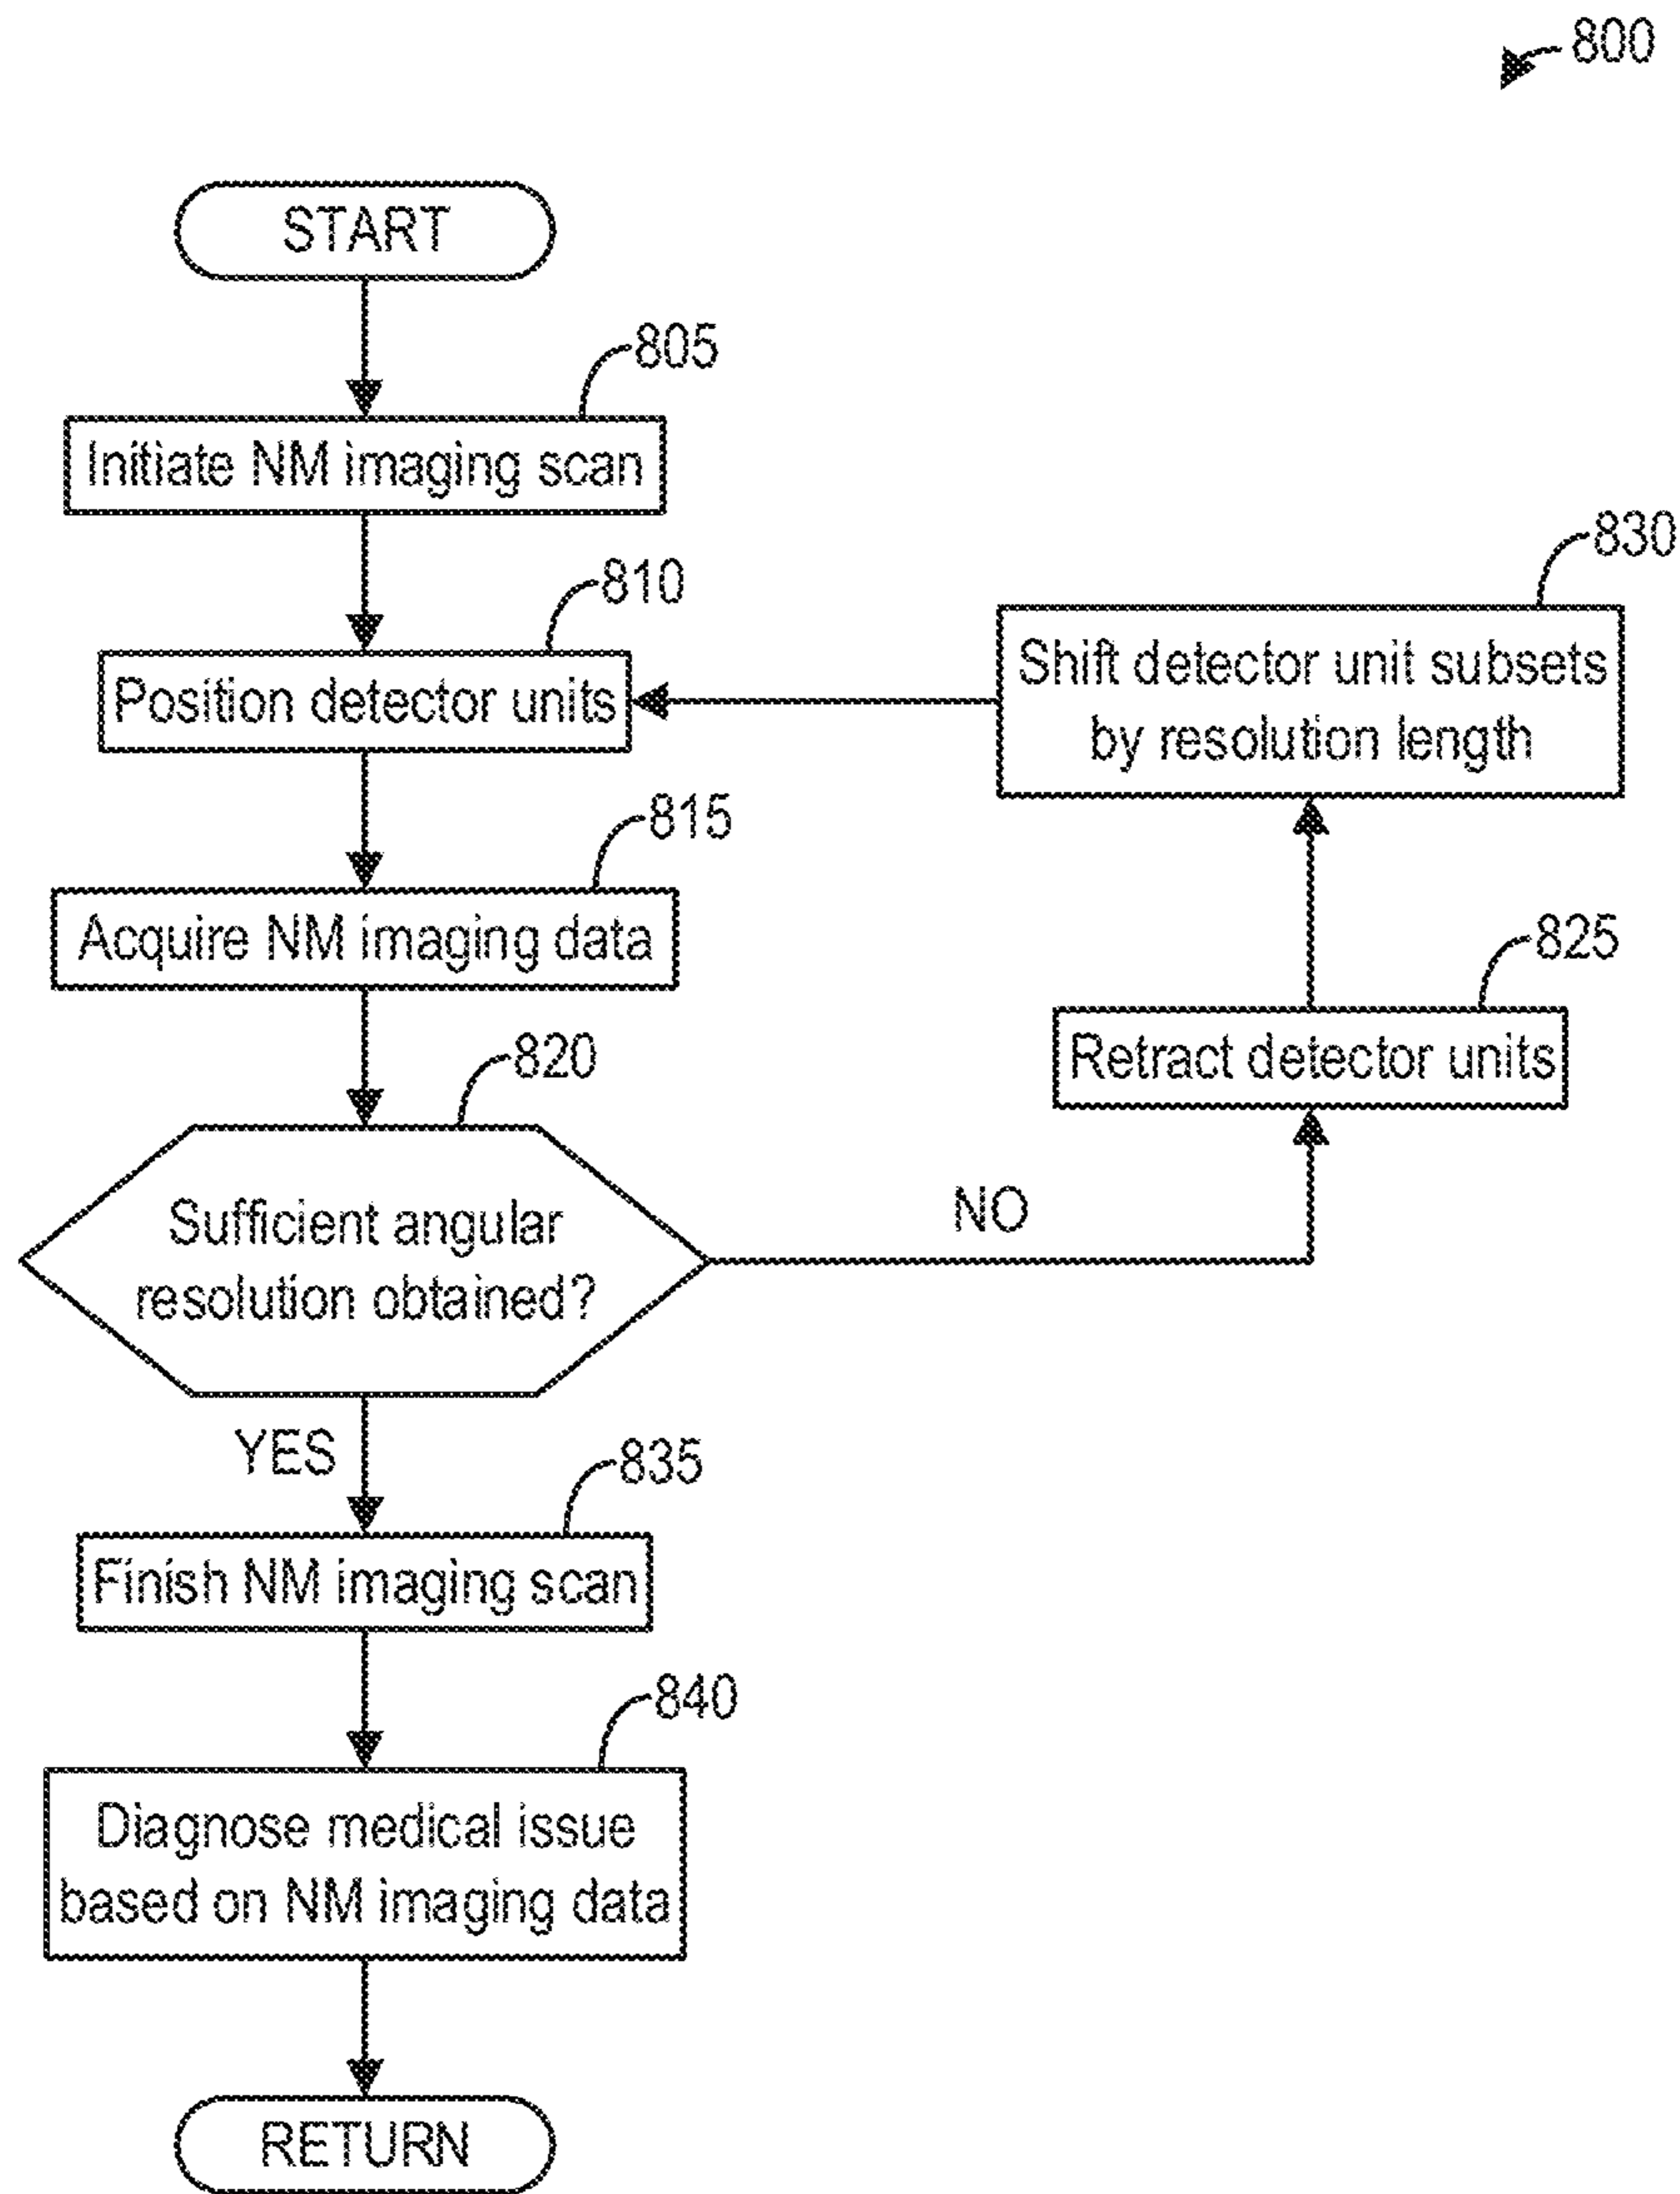 800
START
805
Initiate NM imaging scan
810
Position detector units
830
Shift detector unit subsets
by resolution length
815
Acquire NM imaging data
825
Retract detector units
820
Sufficient angular
resolution obtained?
NO
YES
835
Finish NM imaging scan
840
Diagnose medical issue
based on NM imaging data
RETURN